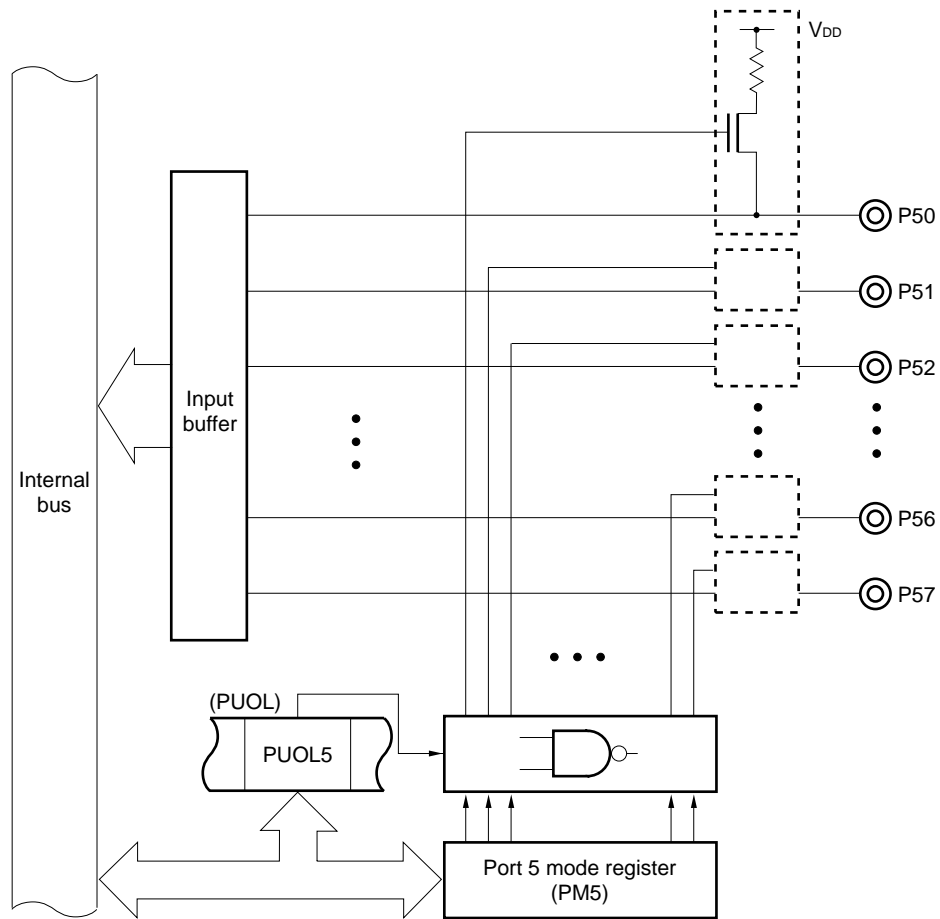 VDD
P50
P51
P52
Input
buffer
Internal
bus
P56
P57
(PUOL)
PUOL5
Port 5 mode register
(PM5)